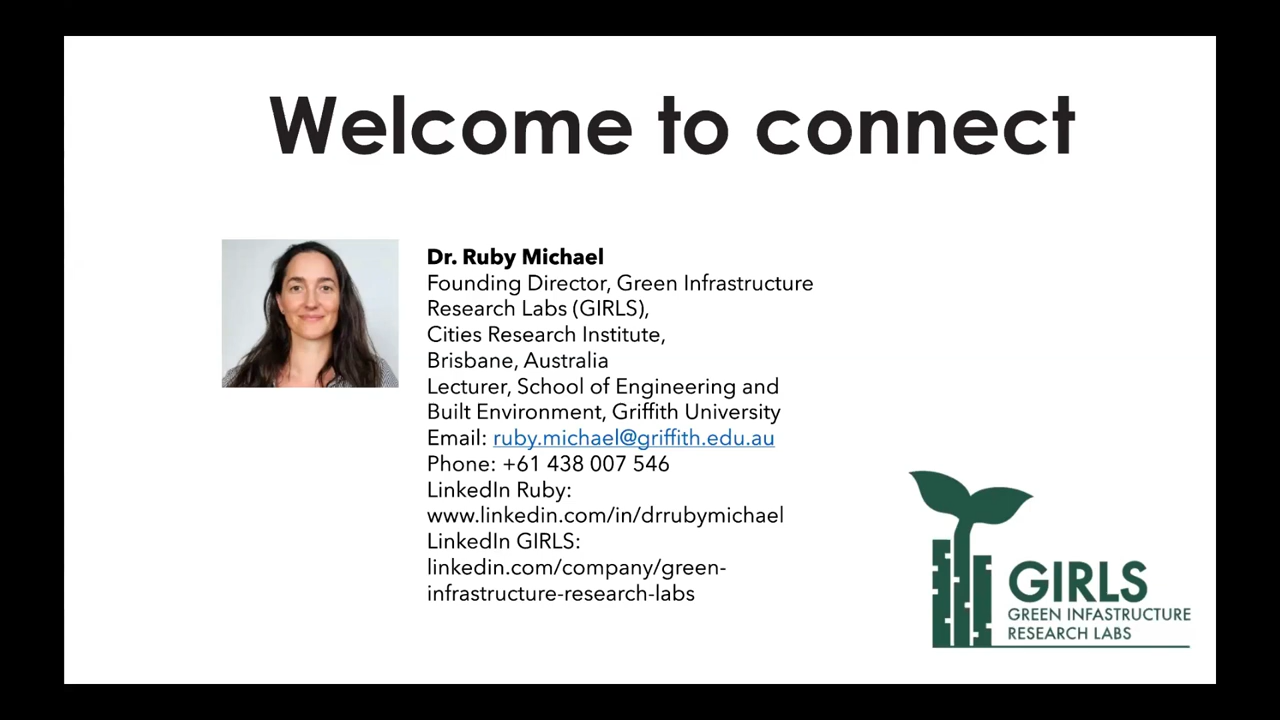 Welcome to connect
Dr. Ruby Michael
Founding Director, Green Infrastructure
Research Labs (GIRLS),
Cities Research Institute,
Brisbane, Australia
Lecturer, School of Engineering and
Built Environment, Griffith University
Email: ruby.michael@griffith.edu.au
Phone: +61 438 007 546
LinkedIn Ruby:
www.linkedin.com/in/drrubymichael
LinkedIn GIRLS:
linkedin.com/company/green-
infrastructure-research-labs
GIRLS
GREEN INFASTRUCTURE
RESEARCH LABS